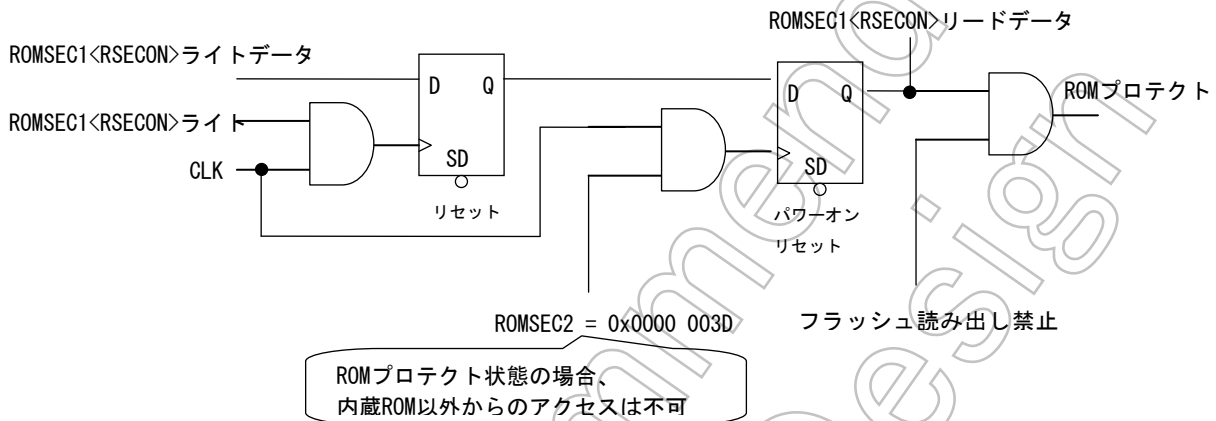 ROMSEC1<RSECON>リードデータ
ROMSEC1<RSECON>ライトデータ
D Q
D Q
ROMプロテクト
ROMSEC1<RSECON>ライト
CLK
SD
SD
リセット
パワーオン
リセット
ROMSEC2 = 0x0000 003D
フラッシュ読み出し禁止
ROMプロテクト状態の場合、
内蔵ROM以外からのアクセスは不可